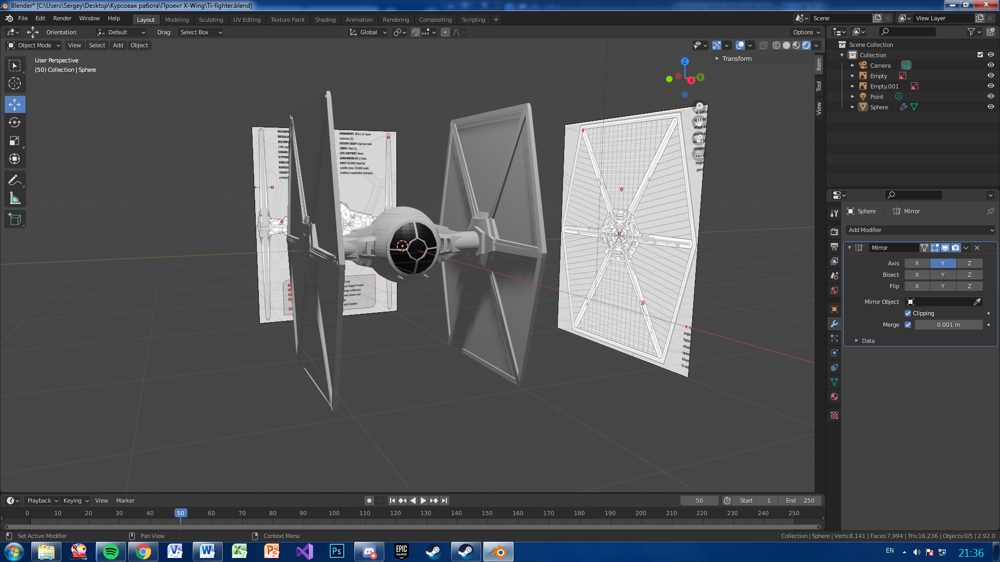 Blender* [C:\Users\Sergey\Desktop\Курсовая работа\Проект X-Wing\Ti-fighter.blend]
File Edit Render Window Help
Layout Modeling Sculpting UV Editing Texture Paint Shading Animation Rendering Compositing Scripting +
Scene
View Layer
Orientation: Default Drag: Select Box
Global
Options
Object Mode View Select Add Object
User Perspective
(50) Collection | Sphere
Transform
Item
Tool
View
Z
X
Y
ARMAMENT: SFS L-s1 laser
cannons (2)
ESCAPE CRAFT: Ejector seat
CREW: Pilot (1)
LIFE SUPPORT: None
CONSUMABLES: 2 days
COST: 60,000 Imperial
credits new; 25,000 used
(military requisition charges).
Scene Collection
Collection
Camera
Empty
Empty.001
Point
Sphere
Sphere Mirror
Add Modifier
Mirror
Axis X Y Z
Bisect X Y Z
Flip X Y Z
Mirror Object
Clipping
Merge 0.001 m
Data
Playback Keying View Marker
50 Start 1 End 250
0 10 20 30 40 50 60 70 80 90 100 110 120 130 140 150 160 170 180 190 200 210 220 230 240 250
Set Active Modifier Pan View Context Menu
Collection | Sphere | Verts:8,141 | Faces:7,994 | Tris:16,236 | Objects:0/5 | 2.92.0
Ps
EPIC
GAMES
EN
21:36